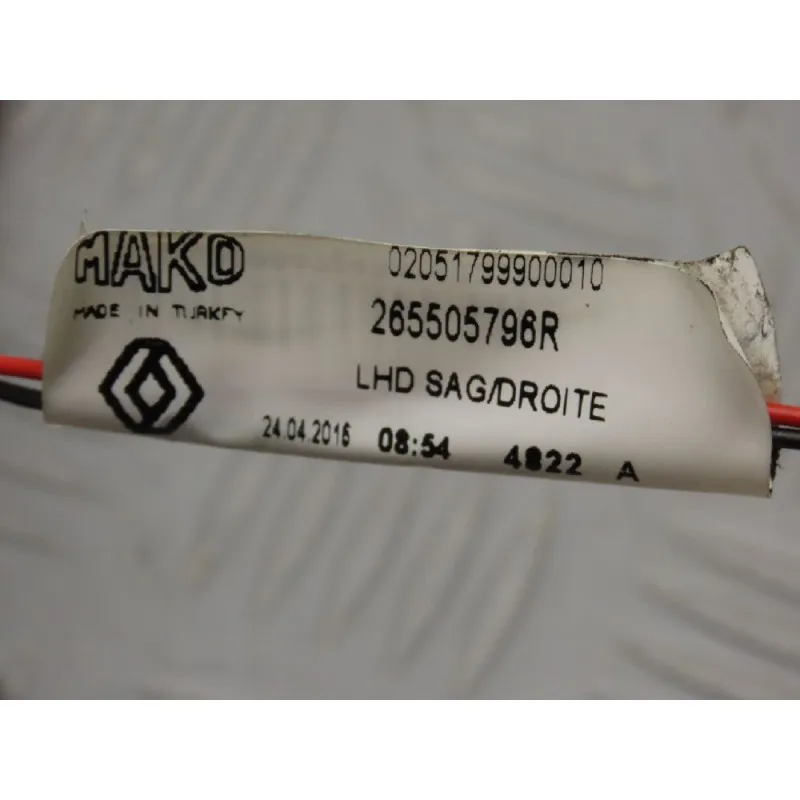 MAKO
MADE IN TURKEY
02051799900010
265505796R
LHD SAG/DROITE
24.04.2016 08:54 4822 A